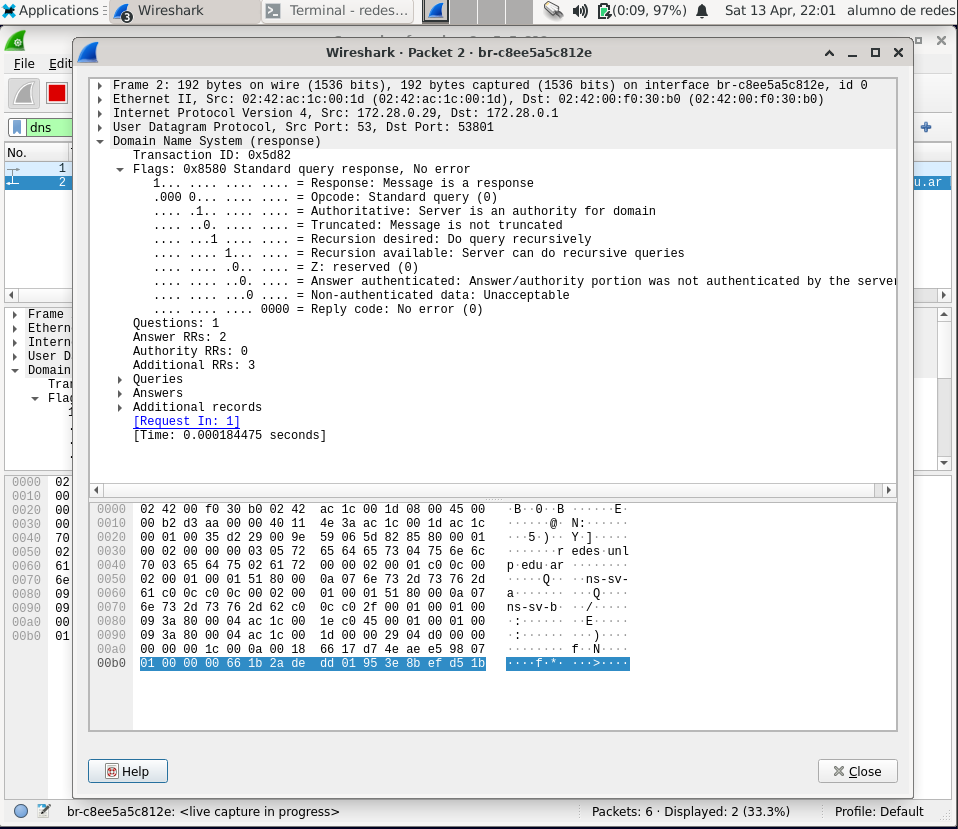 Applications
3
Wireshark
Terminal - redes...
(0:09, 97%)
Sat 13 Apr, 22:01
alumno de redes
File
Edit
Wireshark · Packet 2 · br-c8ee5a5c812e
dns
No.
1
2
u.ar
Frame 2: 192 bytes on wire (1536 bits), 192 bytes captured (1536 bits) on interface br-c8ee5a5c812e, id 0
Ethernet II, Src: 02:42:ac:1c:00:1d (02:42:ac:1c:00:1d), Dst: 02:42:00:f0:30:b0 (02:42:00:f0:30:b0)
Internet Protocol Version 4, Src: 172.28.0.29, Dst: 172.28.0.1
User Datagram Protocol, Src Port: 53, Dst Port: 53801
Domain Name System (response)
Transaction ID: 0x5d82
Flags: 0x8580 Standard query response, No error
1... .... .... .... = Response: Message is a response
.000 0... .... .... = Opcode: Standard query (0)
.... .1.. .... .... = Authoritative: Server is an authority for domain
.... ..0. .... .... = Truncated: Message is not truncated
.... ...1 .... .... = Recursion desired: Do query recursively
.... .... 1... .... = Recursion available: Server can do recursive queries
.... .... .0.. .... = Z: reserved (0)
.... .... ..0. .... = Answer authenticated: Answer/authority portion was not authenticated by the server
.... .... ...0 .... = Non-authenticated data: Unacceptable
.... .... .... 0000 = Reply code: No error (0)
Questions: 1
Answer RRs: 2
Authority RRs: 0
Additional RRs: 3
Queries
Answers
Additional records
[Request In: 1]
[Time: 0.000184475 seconds]
Frame
Ethern
Intern
User D
Domain
Tran
Flag
0000 02
0010 00
0020 00
0030 00
0040 70
0050 02
0060 61
0070 6e
0080 09
0090 09
00a0 00
00b0 01
0000 02 42 00 f0 30 b0 02 42 ac 1c 00 1d 08 00 45 00 ·B··0··B ······E·
0010 00 b2 d3 aa 00 00 40 11 4e 3a ac 1c 00 1d ac 1c ······@· N:······
0020 00 01 00 35 d2 29 00 9e 59 06 5d 82 85 80 00 01 ···5·)·· Y·]·····
0030 00 02 00 00 00 03 05 72 65 64 65 73 04 75 6e 6c ·······r edes·unl
0040 70 03 65 64 75 02 61 72 00 00 02 00 01 c0 0c 00 p·edu·ar ········
0050 02 00 01 00 01 51 80 00 0a 07 6e 73 2d 73 76 2d ·····Q·· ··ns-sv-
0060 61 c0 0c c0 0c 00 02 00 01 00 01 51 80 00 0a 07 a······· ···Q····
0070 6e 73 2d 73 76 2d 62 c0 0c c0 2f 00 01 00 01 00 ns-sv-b· ··/·····
0080 09 3a 80 00 04 ac 1c 00 1e c0 45 00 01 00 01 00 ·:······ ··E·····
0090 09 3a 80 00 04 ac 1c 00 1d 00 00 29 04 d0 00 00 ·:······ ···)····
00a0 00 00 00 1c 00 0a 00 18 66 17 d7 4e ae e5 98 07 ········ f··N····
00b0 01 00 00 00 66 1b 2a de dd 01 95 3e 8b ef d5 1b ····f·*· ···>····
Help
Close
br-c8ee5a5c812e: <live capture in progress>
Packets: 6 · Displayed: 2 (33.3%)
Profile: Default